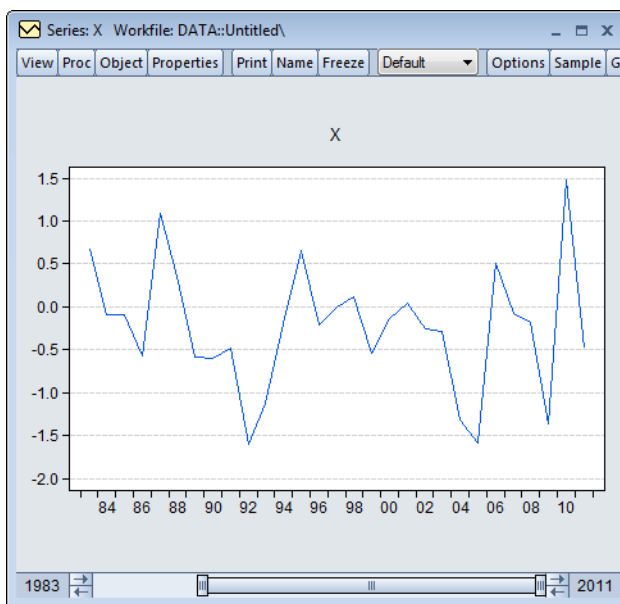 Series: X Workfile: DATA::Untitled\
View Proc Object Properties Print Name Freeze Default Options Sample G
X
1.5
1.0
0.5
0.0
-0.5
-1.0
-1.5
-2.0
84 86 88 90 92 94 96 98 00 02 04 06 08 10
1983 2011